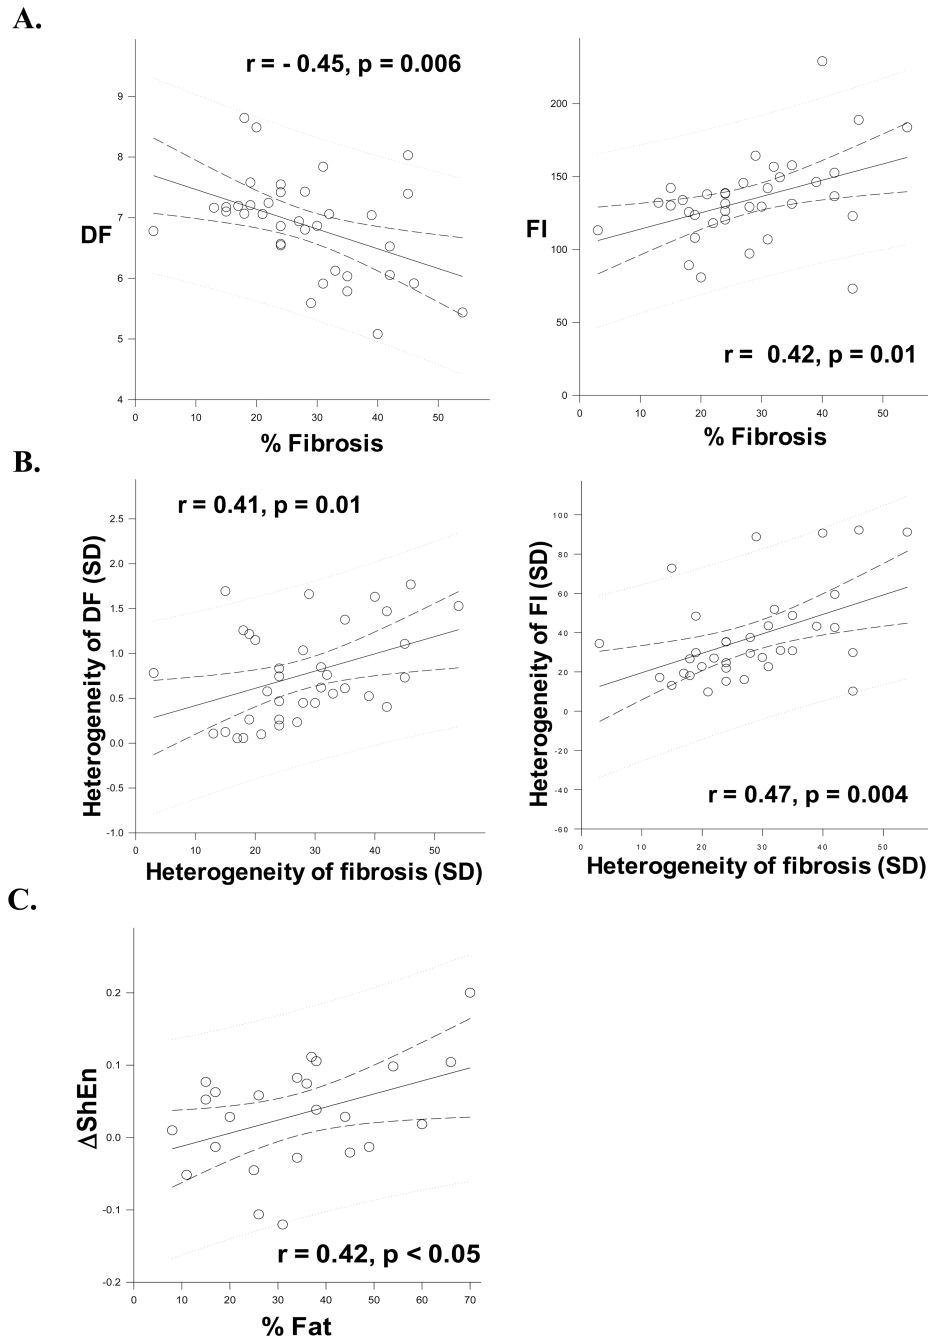 A.
r = - 0.45, p = 0.006
DF
9
8
7
6
5
4
0 10 20 30 40 50
% Fibrosis
FI
200
150
100
50
0
0 10 20 30 40 50
r = 0.42, p = 0.01
% Fibrosis
B.
r = 0.41, p = 0.01
Heterogeneity of DF (SD)
2.5
2.0
1.5
1.0
0.5
0.0
-0.5
-1.0
0 10 20 30 40 50
Heterogeneity of fibrosis (SD)
Heterogeneity of FI (SD)
100
80
60
40
20
0
-20
-40
-60
0 10 20 30 40 50
r = 0.47, p = 0.004
Heterogeneity of fibrosis (SD)
C.
ΔShEn
0.2
0.1
0.0
-0.1
-0.2
0 10 20 30 40 50 60 70
r = 0.42, p < 0.05
% Fat